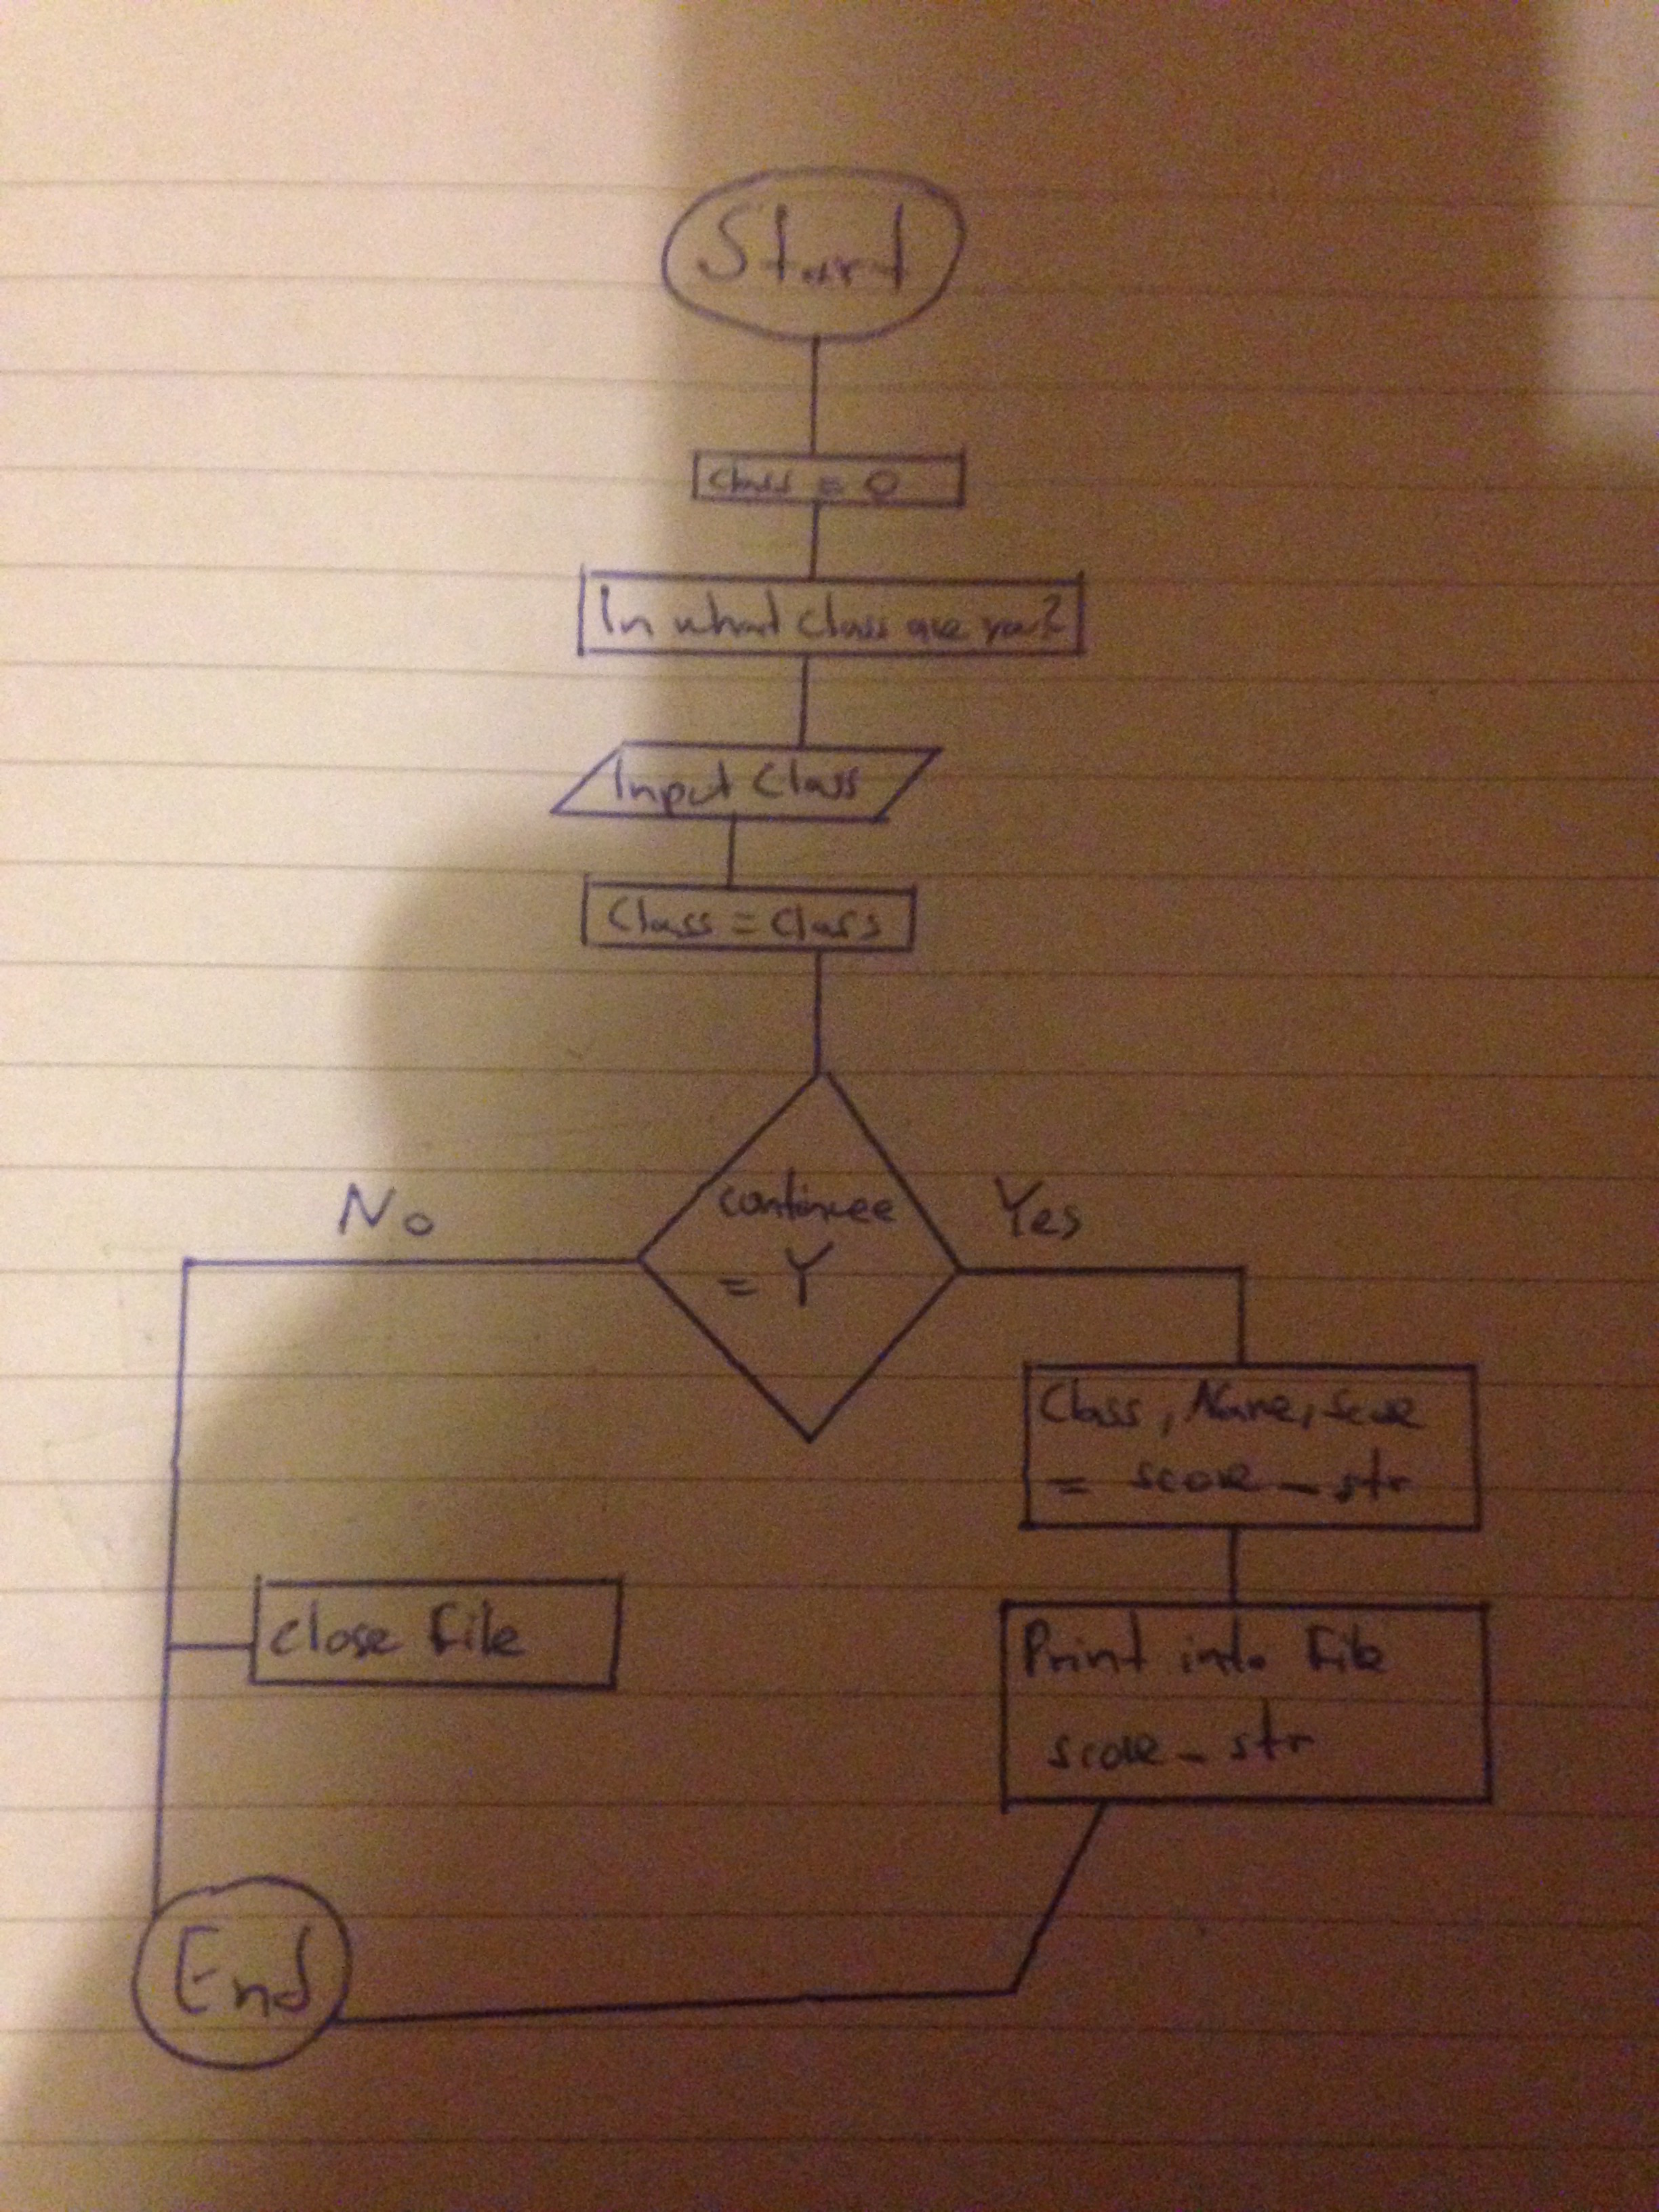 Start
Class = 0
In what class are you?
Input Class
Class = Class
continuee
= Y
No
Yes
Class, Name, Score
= score_str
Print into File
score_str
Close File
End